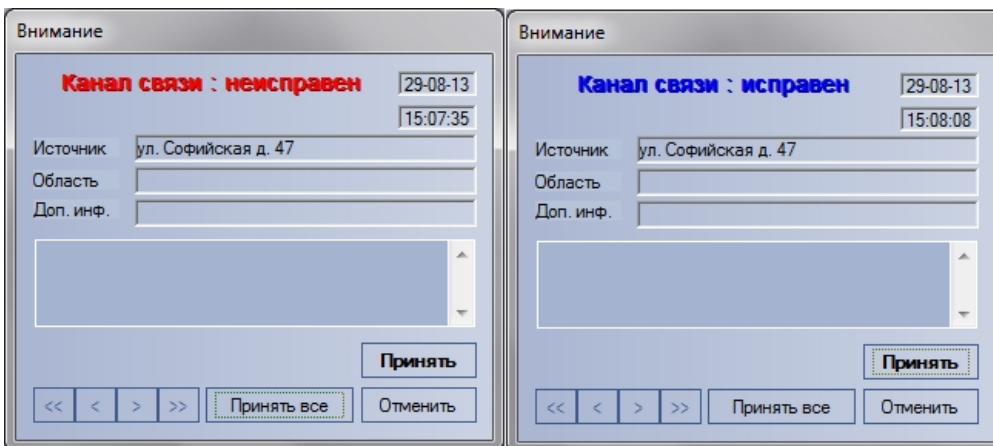 Внимание
Канал связи : неисправен
29-08-13
15:07:35
Источник ул. Софийская д. 47
Область
Доп. инф.
Принять
<< < > >> Принять все Отменить
Внимание
Канал связи : исправен
29-08-13
15:08:08
Источник ул. Софийская д. 47
Область
Доп. инф.
Принять
<< < > >> Принять все Отменить